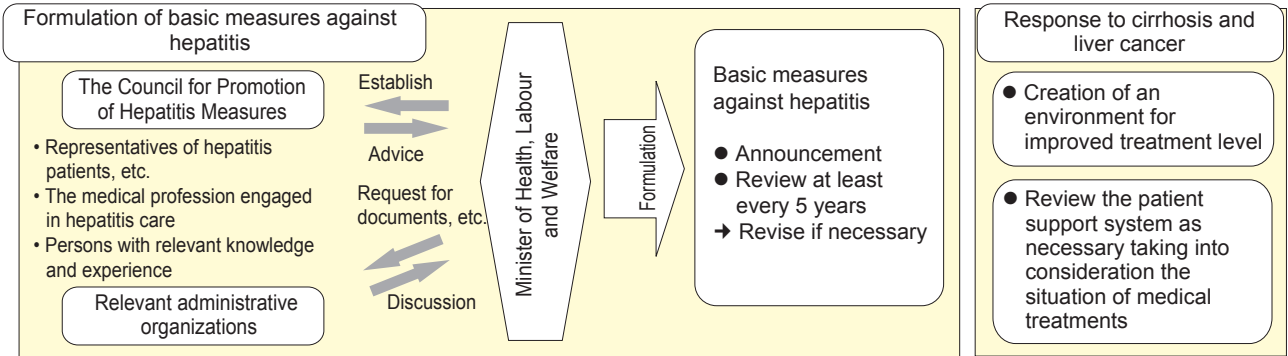 Formulation of basic measures against
hepatitis
The Council for Promotion
of Hepatitis Measures
• Representatives of hepatitis
patients, etc.
• The medical profession engaged
in hepatitis care
• Persons with relevant knowledge
and experience
Relevant administrative
organizations
Establish
Advice
Request for
documents, etc.
Discussion
Minister of Health, Labour
and Welfare
Formulation
Basic measures
against hepatitis
● Announcement
● Review at least
every 5 years
➔ Revise if necessary
Response to cirrhosis and
liver cancer
● Creation of an
environment for
improved treatment level
● Review the patient
support system as
necessary taking into
consideration the
situation of medical
treatments